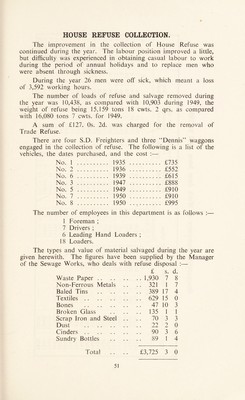 HOUSE REFUSE COLLECTION.
The improvement in the collection of House Refuse was
continued during the year. The labour position improved a little,
but difficulty was experienced in obtaining casual labour to work
during the period of annual holidays and to replace men who
were absent through sickness.
During the year 26 men were off sick, which meant a loss
of 3,592 working hours.
The number of loads of refuse and salvage removed during
the year was 10,438, as compared with 10,903 during 1949, the
weight of refuse being 15,159 tons 18 cwts. 2 qrs. as compared
with 16,080 tons 7 cwts. for 1949.
A sum of £127. 0s. 2d. was charged for the removal of
Trade Refuse.
There are four S.D. Freighters and three "Dennis" waggons
engaged in the collection of refuse. The following is a list of the
vehicles, the dates purchased, and the cost :—
No. 1 .......... 1935 .......... £735
No. 2 .......... 1936 .......... £552
No. 6 .......... 1939 .......... £615
No. 3 .......... 1947 .......... £888
No. 5 .......... 1949 .......... £910
No. 7 .......... 1950 .......... £910
No. 8 .......... 1950 .......... £995
The number of employees in this department is as follows :—
1 Foreman ;
7 Drivers ;
6 Leading Hand Loaders ;
18 Loaders.
The types and value of material salvaged during the year are
given herewith. The figures have been supplied by the Manager
of the Sewage Works, who deals with refuse disposal :—
£ s. d.
Waste Paper .. .. .. 1,930 7 8
Non-Ferrous Metals .. .. 321 1 7
Baled Tins .. .. .. 389 17 4
Textiles .. .. .. .. 629 15 0
Bones .. .. .. .. 47 10 3
Broken Glass .. .. .. 135 1 1
Scrap Iron and Steel .. .. 70 3 3
Dust .. .. .. .. 22 2 0
Cinders .. .. .. .. 90 3 6
Sundry Bottles .. .. .. 89 1 4
Total .. .. £3,725 3 0
51